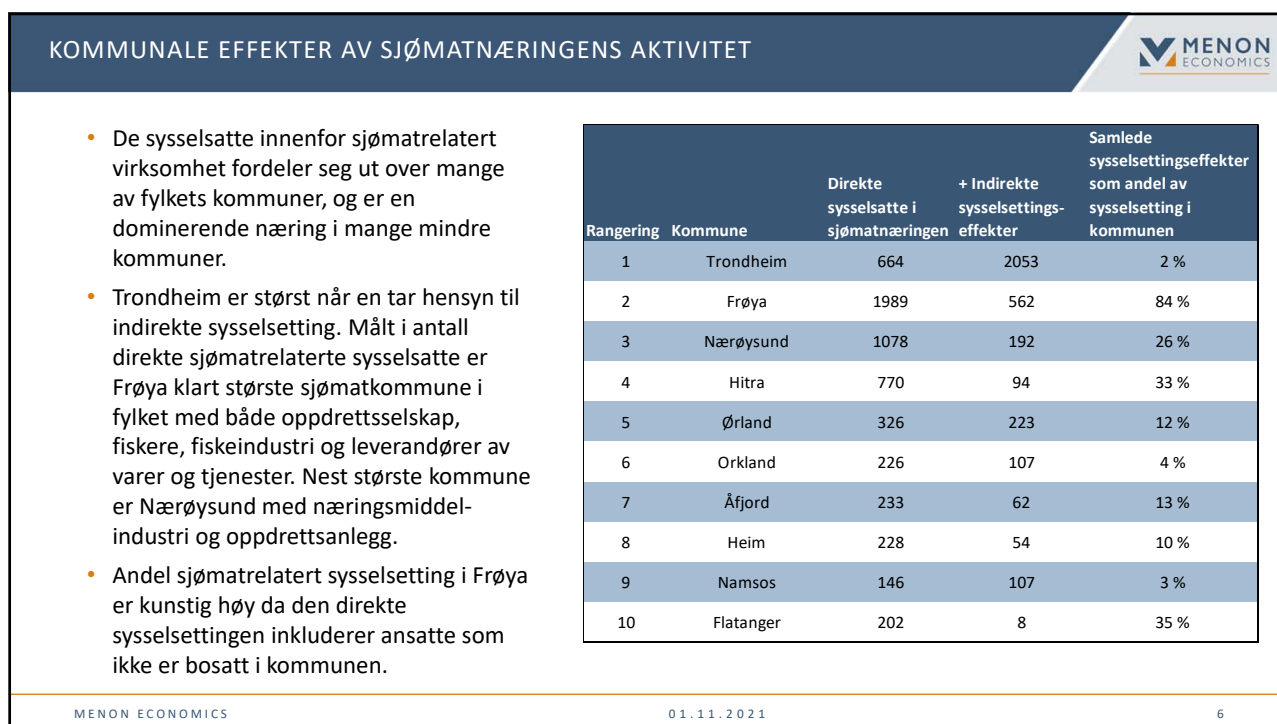 KOMMUNALE EFFEKTER AV SJØMATNÆRINGENS AKTIVITET
MENON
ECONOMICS
• De sysselsatte innenfor sjømatrelatert
virksomhet fordeler seg ut over mange
av fylkets kommuner, og er en
dominerende næring i mange mindre
kommuner.
• Trondheim er størst når en tar hensyn til
indirekte sysselsetting. Målt i antall
direkte sjømatrelaterte sysselsatte er
Frøya klart største sjømatkommune i
fylket med både oppdrettsselskap,
fiskere, fiskeindustri og leverandører av
varer og tjenester. Nest største kommune
er Nærøysund med næringsmiddel-
industri og oppdrettsanlegg.
• Andel sjømatrelatert sysselsetting i Frøya
er kunstig høy da den direkte
sysselsettingen inkluderer ansatte som
ikke er bosatt i kommunen.
Samlede
sysselsettingseffekter
Direkte + Indirekte som andel av
sysselsatte i sysselsettings- sysselsetting i
Rangering Kommune sjømatnæringen effekter kommunen
1 Trondheim 664 2053 2 %
2 Frøya 1989 562 84 %
3 Nærøysund 1078 192 26 %
4 Hitra 770 94 33 %
5 Ørland 326 223 12 %
6 Orkland 226 107 4 %
7 Åfjord 233 62 13 %
8 Heim 228 54 10 %
9 Namsos 146 107 3 %
10 Flatanger 202 8 35 %
MENON ECONOMICS 01.11.2021 6